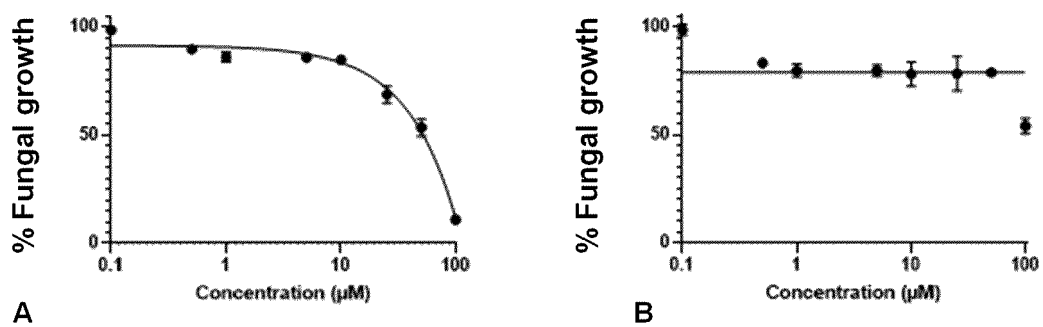 100
50
0
0.1 1 10 100
Concentration (µM)
% Fungal growth
A
100
50
0
0.1 1 10 100
Concentration (µM)
% Fungal growth
B